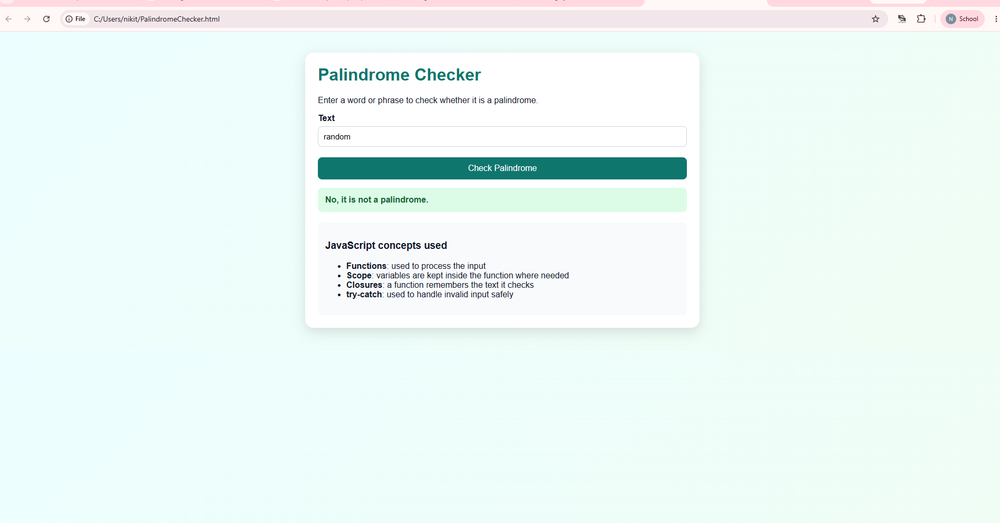 File C:/Users/nikit/PalindromeChecker.html
N School
Palindrome Checker
Enter a word or phrase to check whether it is a palindrome.
Text
random
Check Palindrome
No, it is not a palindrome.
JavaScript concepts used
• Functions: used to process the input
• Scope: variables are kept inside the function where needed
• Closures: a function remembers the text it checks
• try-catch: used to handle invalid input safely